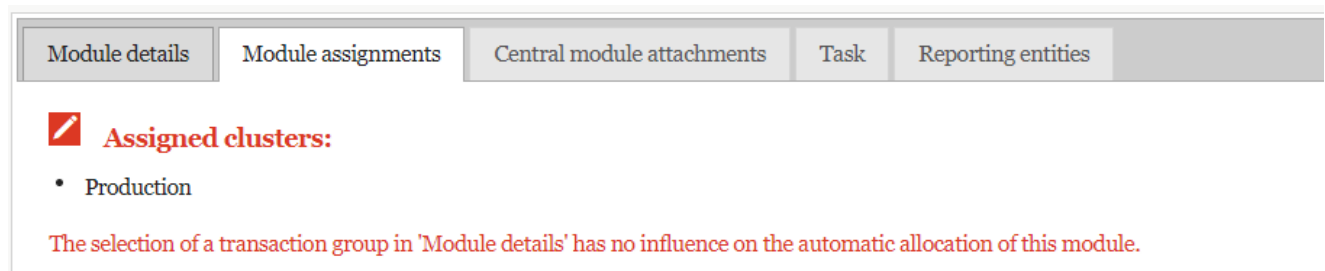 Module details Module assignments Central module attachments Task Reporting entities
Assigned clusters:
• Production
The selection of a transaction group in 'Module details' has no influence on the automatic allocation of this module.